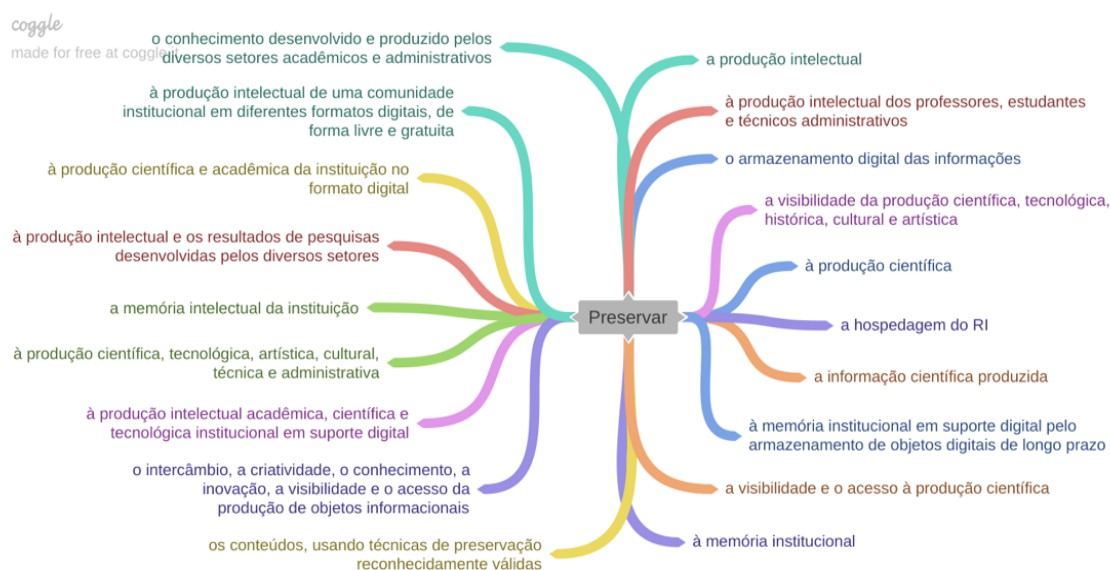 coggle
made for free at coggle.it
o conhecimento desenvolvido e produzido pelos
diversos setores acadêmicos e administrativos
à produção intelectual de uma comunidade
institucional em diferentes formatos digitais, de
forma livre e gratuita
à produção científica e acadêmica da instituição no
formato digital
à produção intelectual e os resultados de pesquisas
desenvolvidas pelos diversos setores
a memória intelectual da instituição
à produção científica, tecnológica, artística, cultural,
técnica e administrativa
à produção intelectual acadêmica, científica e
tecnológica institucional em suporte digital
o intercâmbio, a criatividade, o conhecimento, a
inovação, a visibilidade e o acesso da
produção de objetos informacionais
os conteúdos, usando técnicas de preservação
reconhecidamente válidas
Preservar
a produção intelectual
à produção intelectual dos professores, estudantes
e técnicos administrativos
o armazenamento digital das informações
a visibilidade da produção científica, tecnológica,
histórica, cultural e artística
à produção científica
a hospedagem do RI
a informação científica produzida
à memória institucional em suporte digital pelo
armazenamento de objetos digitais de longo prazo
a visibilidade e o acesso à produção científica
à memória institucional